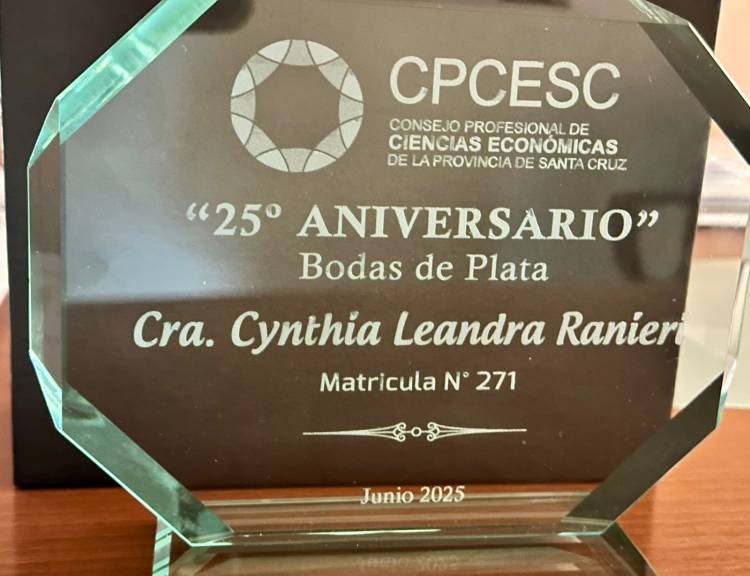 CPCESC
CONSEJO PROFESIONAL DE
CIENCIAS ECONÓMICAS
DE LA PROVINCIA DE SANTA CRUZ
“25º ANIVERSARIO”
Bodas de Plata
Cra. Cynthia Leandra Ranieri
Matricula N° 271
Junio 2025